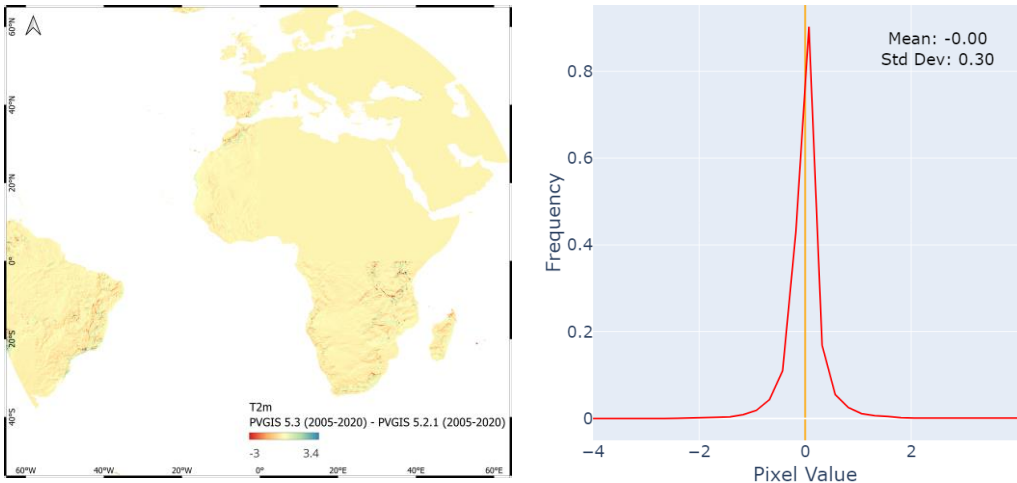 60°N
40°N
20°N
0°
20°S
40°S
T2m
PVGIS 5.3 (2005-2020) - PVGIS 5.2.1 (2005-2020)
-3 3.4
60°W 40°W 20°W 0° 20°E 40°E 60°E
Mean: -0.00
Std Dev: 0.30
0.8
0.6
0.4
0.2
0
Frequency
−4 −2 0 2
Pixel Value